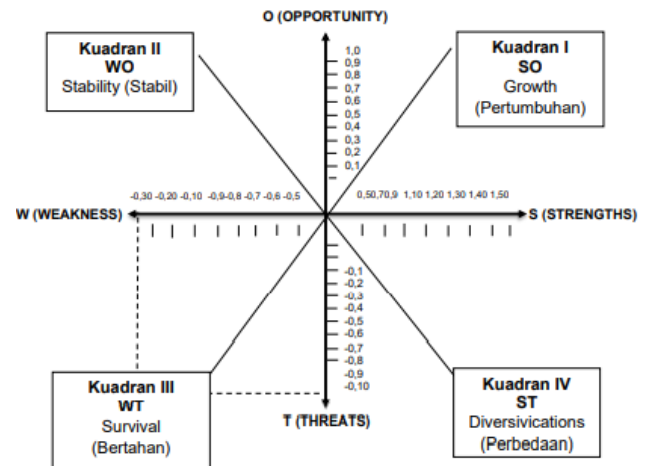 O (OPPORTUNITY)
Kuadran II
WO
Stability (Stabil)
Kuadran I
SO
Growth
(Pertumbuhan)
1,0
0,9
0,8
0,7
0,6
0,5
0,4
0,3
0,2
0,1
-0,30 -0,20 -0,10 -0,9 -0,8 -0,7 -0,6 -0,5
0,50,70,9 1,10 1,20 1,30 1,40 1,50
W (WEAKNESS)
S (STRENGTHS)
-0,1
-0,2
-0,3
-0,4
-0,5
-0,6
-0,7
-0,8
-0,9
-0,10
Kuadran III
WT
Survival
(Bertahan)
T (THREATS)
Kuadran IV
ST
Diversivications
(Perbedaan)